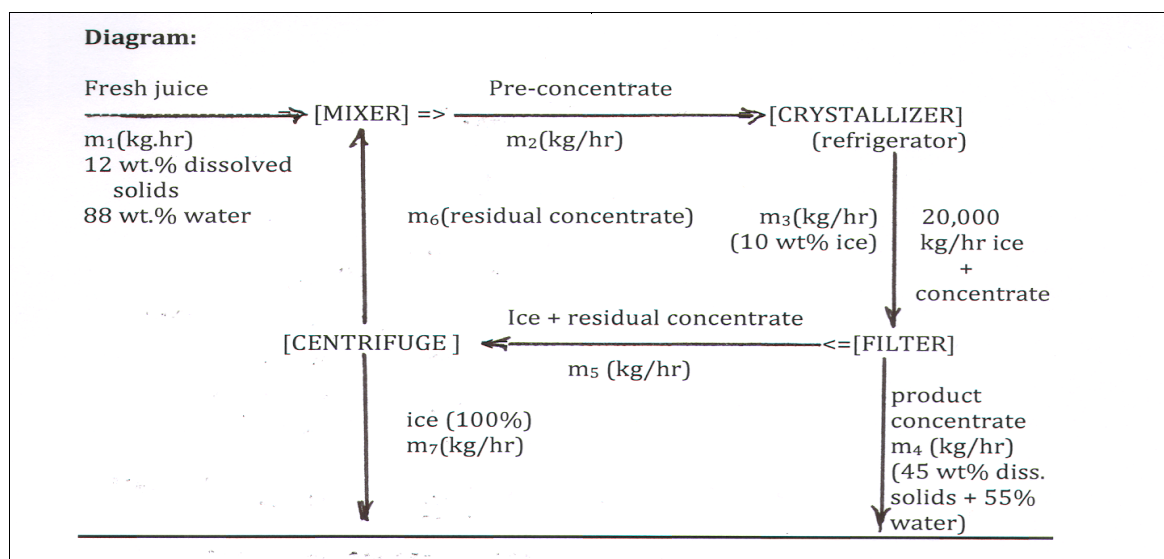 Diagram:
Fresh juice
[MIXER] =>
Pre-concentrate
[CRYSTALLIZER]
(refrigerator)
m₁(kg.hr)
12 wt.% dissolved
solids
88 wt.% water
m₂(kg/hr)
m₆(residual concentrate)
m₃(kg/hr)
(10 wt% ice)
20,000
kg/hr ice
+
concentrate
[CENTRIFUGE ]
Ice + residual concentrate
m₅ (kg/hr)
<=[FILTER]
ice (100%)
m₇(kg/hr)
product
concentrate
m₄ (kg/hr)
(45 wt% diss.
solids + 55%
water)